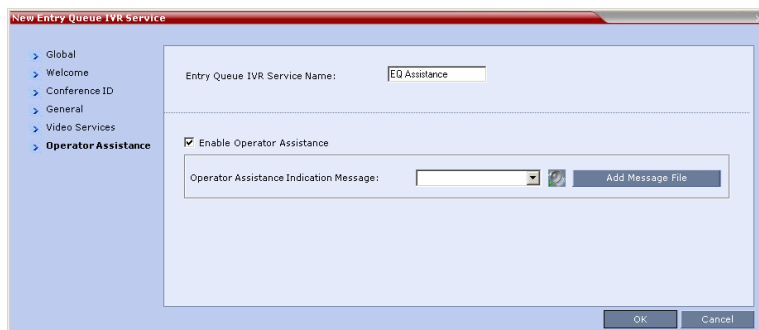 New Entry Queue IVR Service
Global
Welcome
Conference ID
General
Video Services
Operator Assistance
Entry Queue IVR Service Name: EQ Assistance
Enable Operator Assistance
Operator Assistance Indication Message: Add Message File
OK Cancel